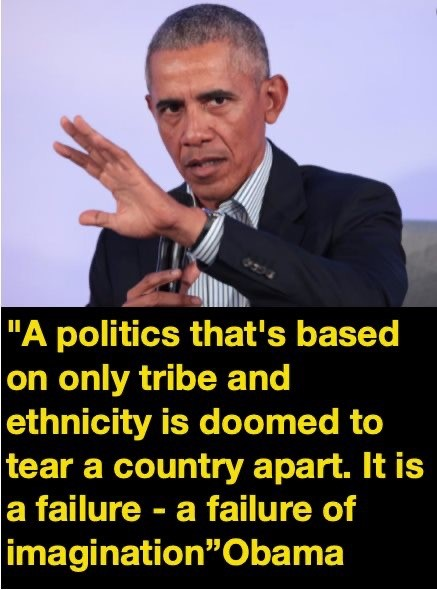 "A politics that's based
on only tribe and
ethnicity is doomed to
tear a country apart. It is
a failure - a failure of
imagination”Obama